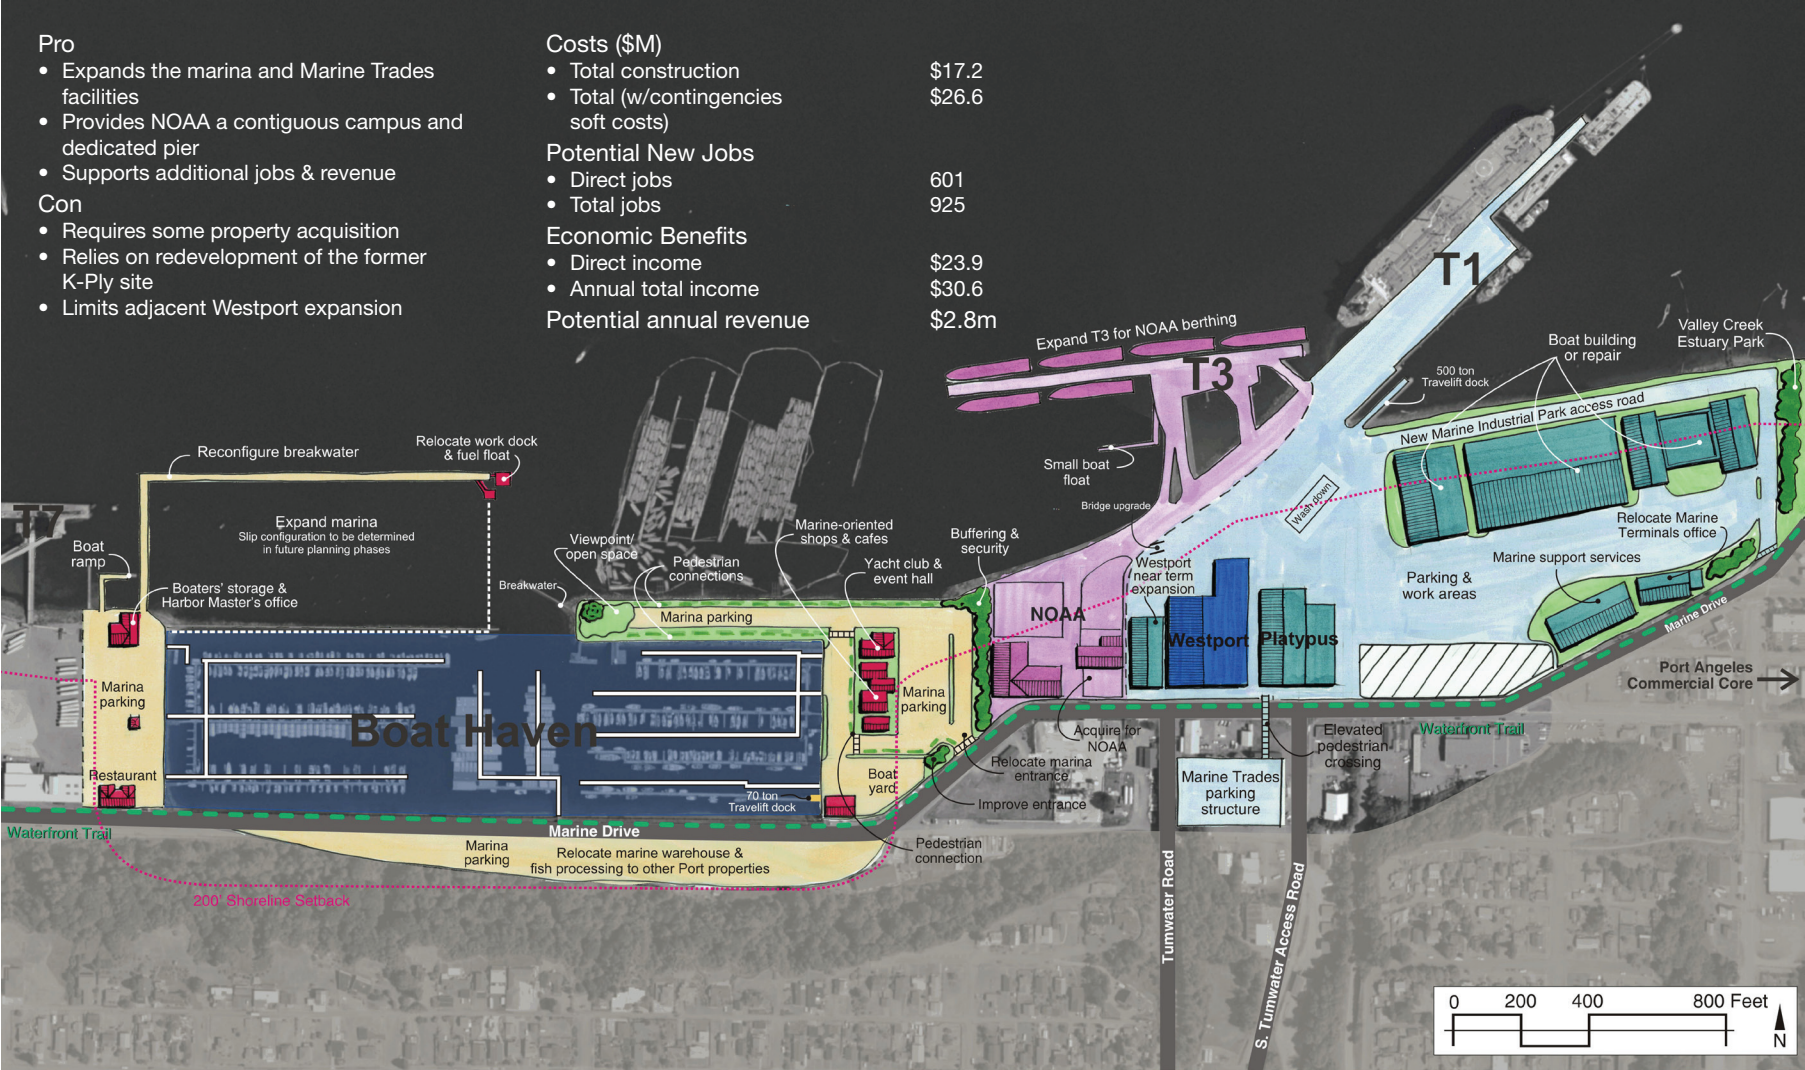 Pro
• Expands the marina and Marine Trades
facilities
• Provides NOAA a contiguous campus and
dedicated pier
• Supports additional jobs & revenue
Con
• Requires some property acquisition
• Relies on redevelopment of the former
K-Ply site
• Limits adjacent Westport expansion
Costs ($M)
• Total construction $17.2
• Total (w/contingencies $26.6
soft costs)
Potential New Jobs
• Direct jobs 601
• Total jobs 925
Economic Benefits
• Direct income $23.9
• Annual total income $30.6
Potential annual revenue $2.8m
T1
Expand T3 for NOAA berthing
T3
Valley Creek
Estuary Park
Boat building
or repair
500 ton
Travelift dock
New Marine Industrial Park access road
Small boat
float
Bridge upgrade
Wash down
Relocate Marine
Terminals office
Marine support services
Parking &
work areas
Marine Drive
Port Angeles
Commercial Core
T7
Reconfigure breakwater
Relocate work dock
& fuel float
Expand marina
Slip configuration to be determined
in future planning phases
Boat
ramp
Boaters' storage &
Harbor Master's office
Breakwater
Viewpoint/
open space
Pedestrian
connections
Marine-oriented
shops & cafes
Yacht club &
event hall
Buffering &
security
Westport
near term
expansion
Marina parking
NOAA
Westport
Platypus
Marina
parking
Marina
parking
Boat Haven
Restaurant
Boat
yard
70 ton
Travelift dock
Acquire for
NOAA
Relocate marina
entrance
Improve entrance
Pedestrian
connection
Elevated
pedestrian
crossing
Waterfront Trail
Marine Trades
parking
structure
Waterfront Trail
Marine Drive
Marina
parking
Relocate marine warehouse &
fish processing to other Port properties
200' Shoreline Setback
Tumwater Road
S. Tumwater Access Road
0 200 400 800 Feet
N